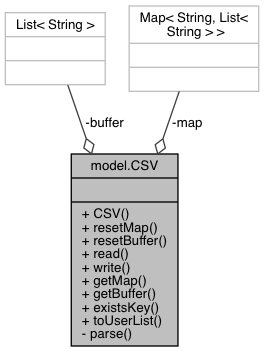 List< String >
Map< String, List<
String > >
-buffer
-map
model.CSV
+ CSV()
+ resetMap()
+ resetBuffer()
+ read()
+ write()
+ getMap()
+ getBuffer()
+ existsKey()
+ toUserList()
- parse()